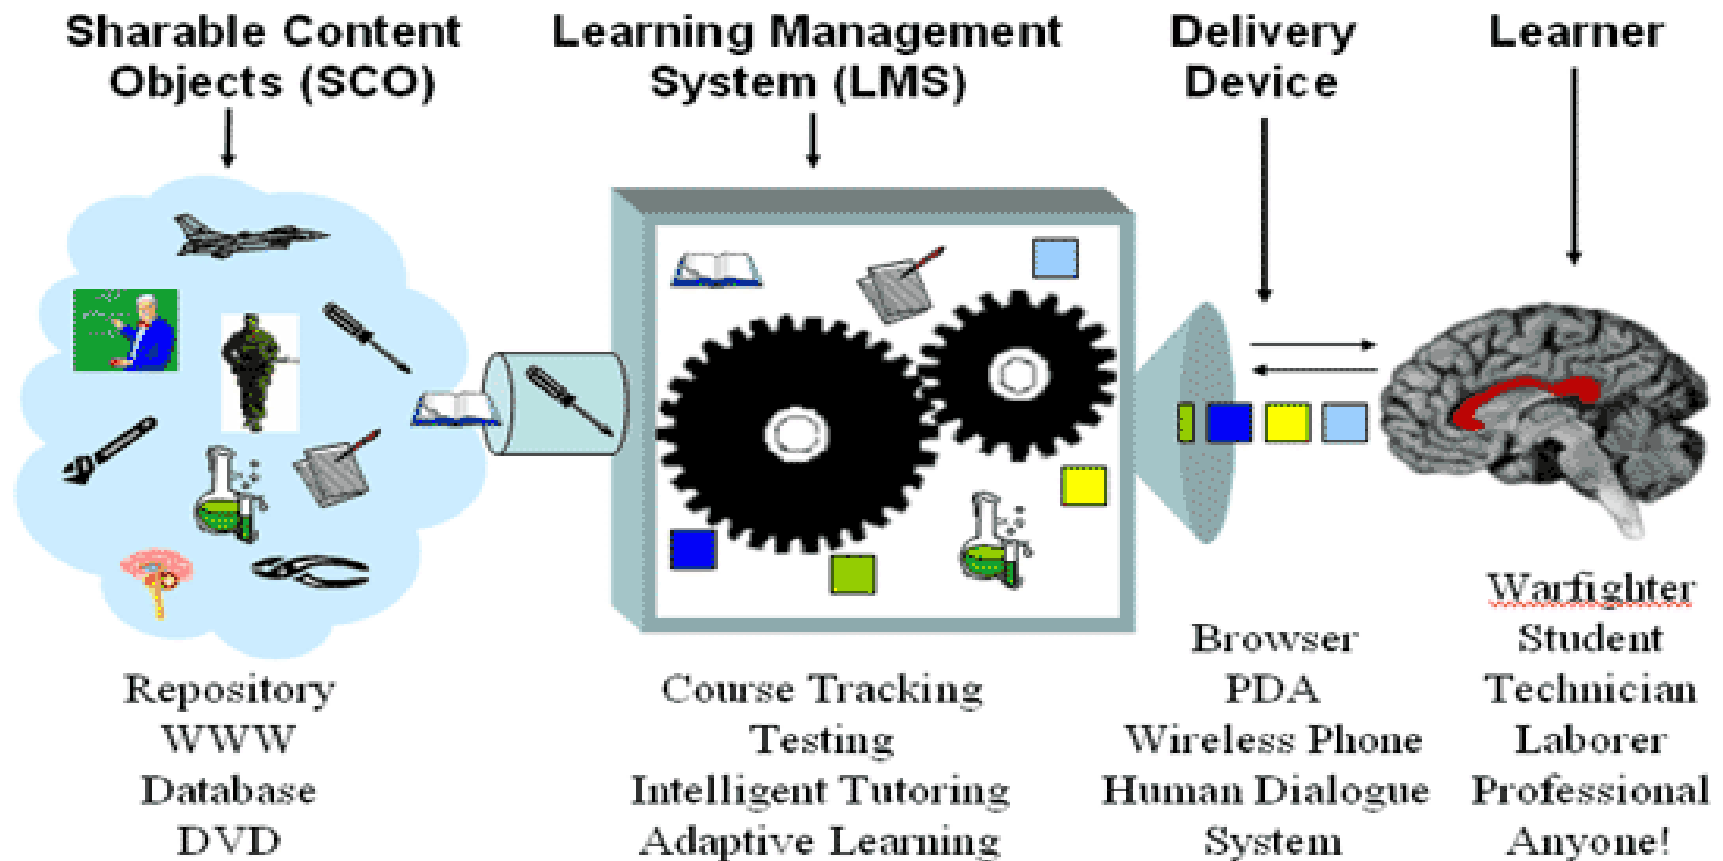 Sharable Content
Objects (SCO)
Learning Management
System (LMS)
Delivery
Device
Learner
Repository
WWW
Database
DVD
Course Tracking
Testing
Intelligent Tutoring
Adaptive Learning
Browser
PDA
Wireless Phone
Human Dialogue
System
Warfighter
Student
Technician
Laborer
Professional
Anyone!